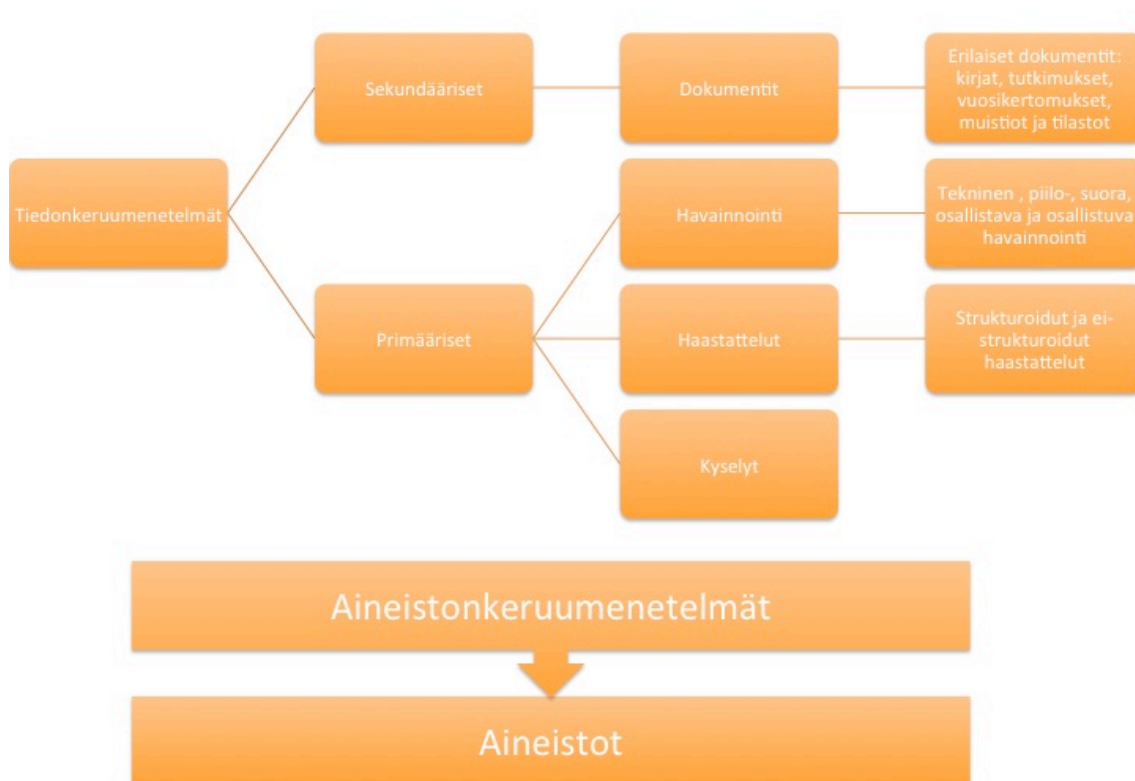 Tiedonkeruumenetelmät
Sekundääriset
Dokumentit
Erilaiset dokumentit:
kirjat, tutkimukset,
vuosikertomukset,
muistiot ja tilastot
Primääriset
Havainnointi
Tekninen , piilo-, suora,
osallistava ja osallistuva
havainnointi
Haastattelut
Strukturoidut ja ei-
strukturoidut
haastattelut
Kyselyt
Aineistonkeruumenetelmät
Aineistot